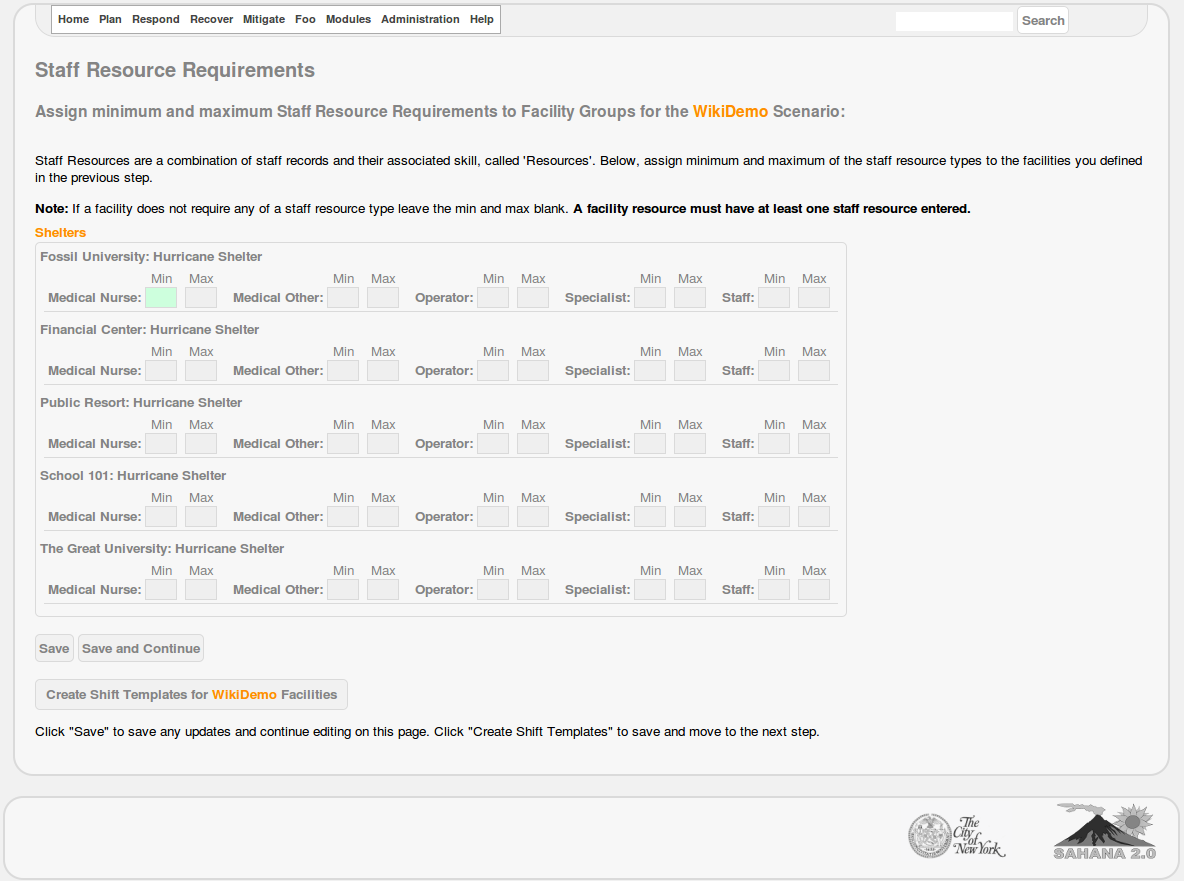 Home Plan Respond Recover Mitigate Foo Modules Administration Help Search
Staff Resource Requirements
Assign minimum and maximum Staff Resource Requirements to Facility Groups for the WikiDemo Scenario:
Staff Resources are a combination of staff records and their associated skill, called 'Resources'. Below, assign minimum and maximum of the staff resource types to the facilities you defined
in the previous step.
Note: If a facility does not require any of a staff resource type leave the min and max blank. A facility resource must have at least one staff resource entered.
Shelters
Fossil University: Hurricane Shelter
Min Max Min Max Min Max Min Max Min Max
Medical Nurse: Medical Other: Operator: Specialist: Staff:
Financial Center: Hurricane Shelter
Min Max Min Max Min Max Min Max Min Max
Medical Nurse: Medical Other: Operator: Specialist: Staff:
Public Resort: Hurricane Shelter
Min Max Min Max Min Max Min Max Min Max
Medical Nurse: Medical Other: Operator: Specialist: Staff:
School 101: Hurricane Shelter
Min Max Min Max Min Max Min Max Min Max
Medical Nurse: Medical Other: Operator: Specialist: Staff:
The Great University: Hurricane Shelter
Min Max Min Max Min Max Min Max Min Max
Medical Nurse: Medical Other: Operator: Specialist: Staff:
Save Save and Continue
Create Shift Templates for WikiDemo Facilities
Click "Save" to save any updates and continue editing on this page. Click "Create Shift Templates" to save and move to the next step.
The
City
of
New York
SAHANA 2.0